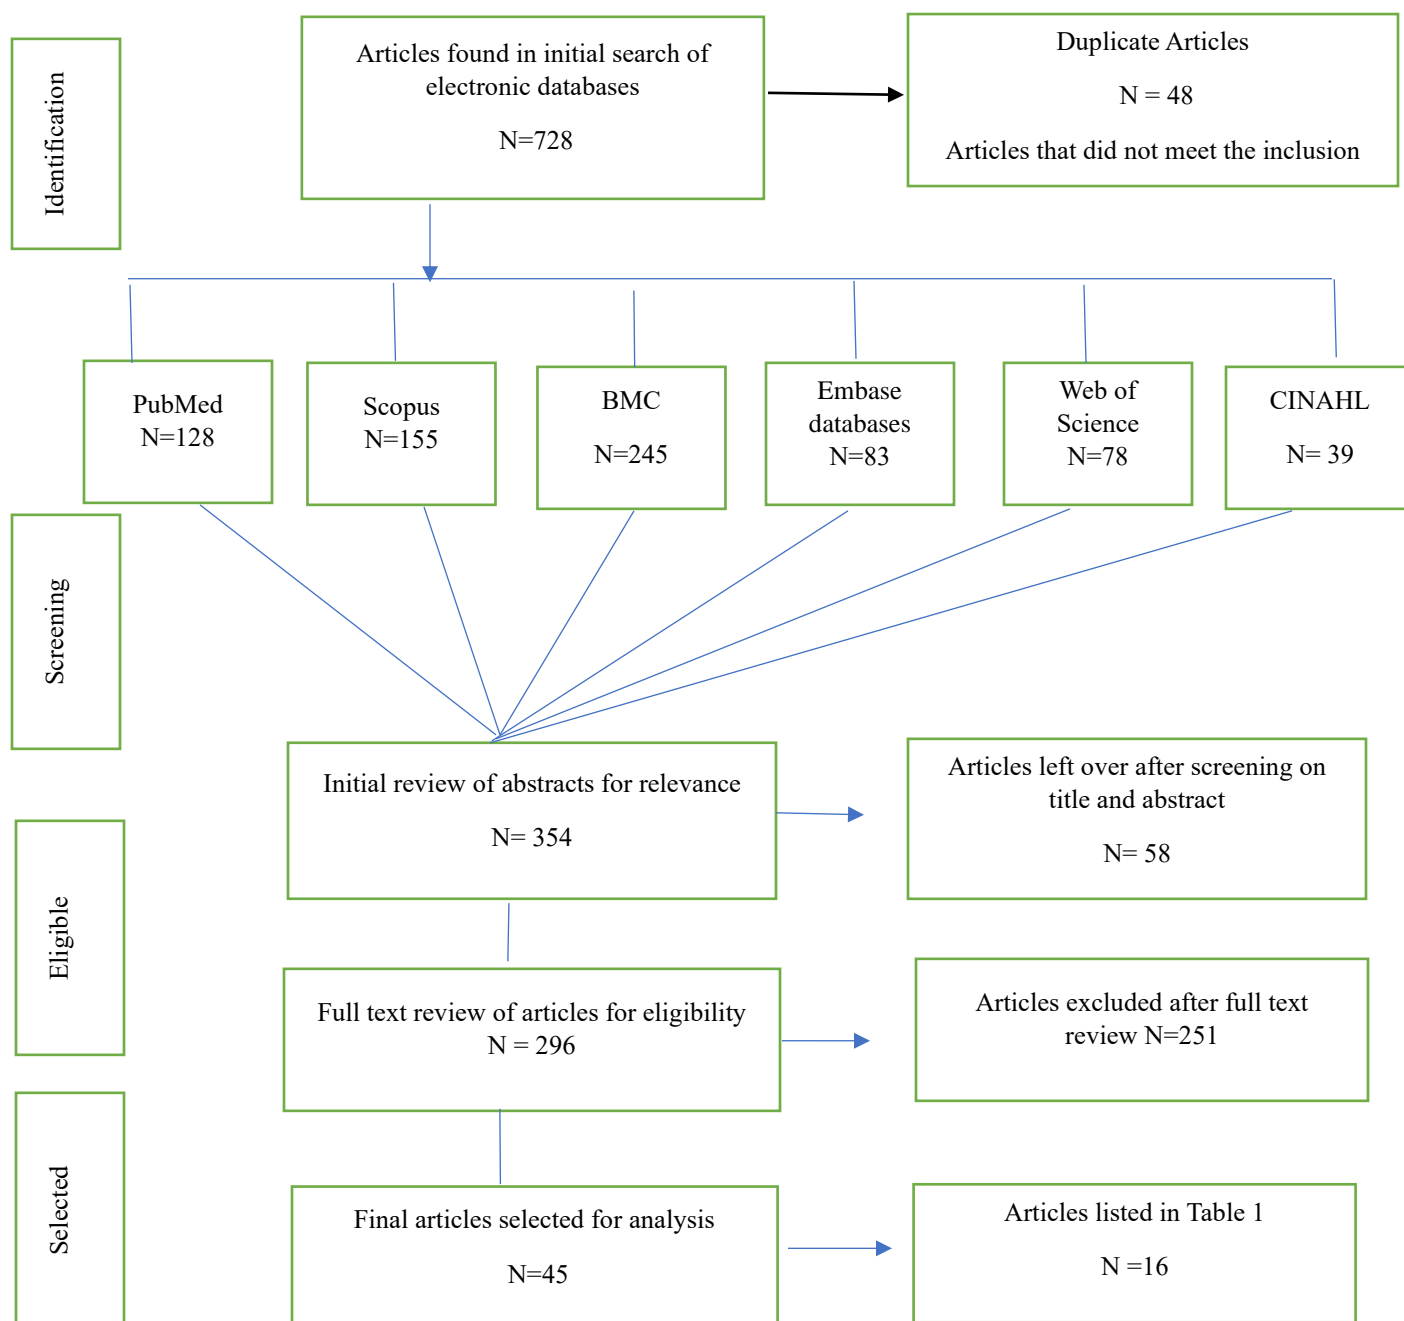 Identification
Articles found in initial search of
electronic databases
N=728
Duplicate Articles
N = 48
Articles that did not meet the inclusion
PubMed
N=128
Scopus
N=155
BMC
N=245
Embase
databases
N=83
Web of
Science
N=78
CINAHL
N= 39
Screening
Initial review of abstracts for relevance
N= 354
Articles left over after screening on
title and abstract
N= 58
Eligible
Full text review of articles for eligibility
N = 296
Articles excluded after full text
review N=251
Selected
Final articles selected for analysis
N=45
Articles listed in Table 1
N =16